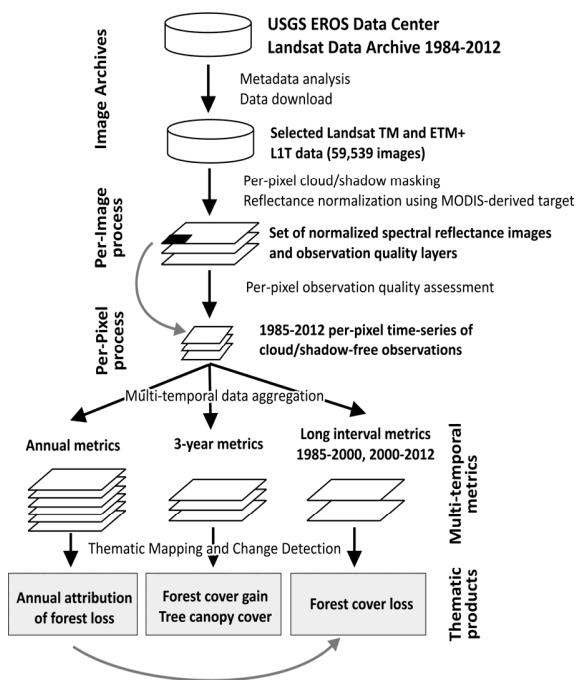 USGS EROS Data Center
Landsat Data Archive 1984-2012
Image Archives
Metadata analysis
Data download
Selected Landsat TM and ETM+
L1T data (59,539 images)
Per-pixel cloud/shadow masking
Reflectance normalization using MODIS-derived target
Per-Image
process
Set of normalized spectral reflectance images
and observation quality layers
Per-pixel observation quality assessment
Per-Pixel
process
1985-2012 per-pixel time-series of
cloud/shadow-free observations
Multi-temporal data aggregation
Annual metrics
3-year metrics
Long interval metrics
1985-2000, 2000-2012
Multi-temporal
metrics
Thematic Mapping and Change Detection
Annual attribution
of forest loss
Forest cover gain
Tree canopy cover
Forest cover loss
Thematic
products